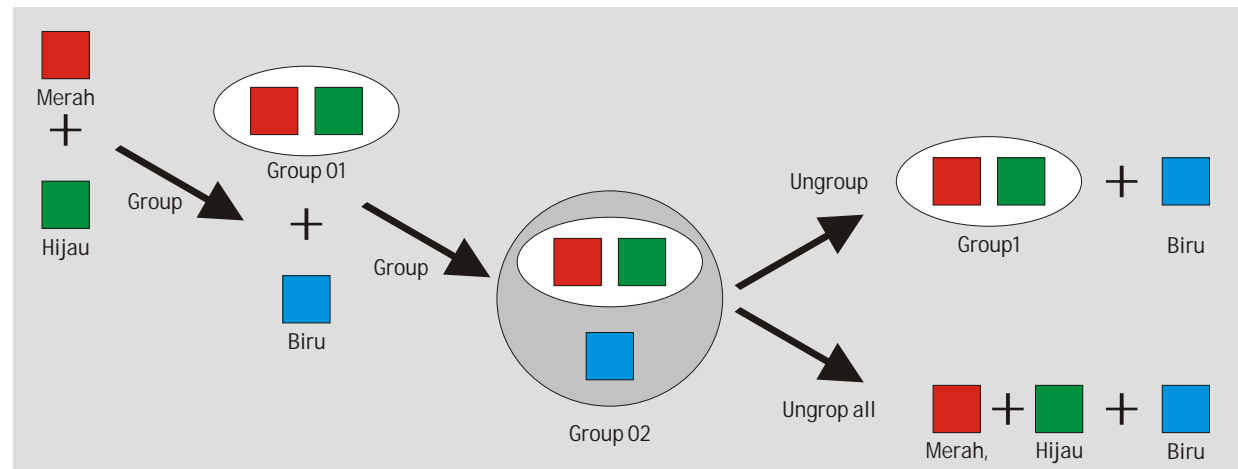 Merah
+
Hijau
Group
Group 01
+
Biru
Group
Group 02
Ungroup
Group1
+
Biru
Ungrop all
Merah,
+
Hijau
+
Biru